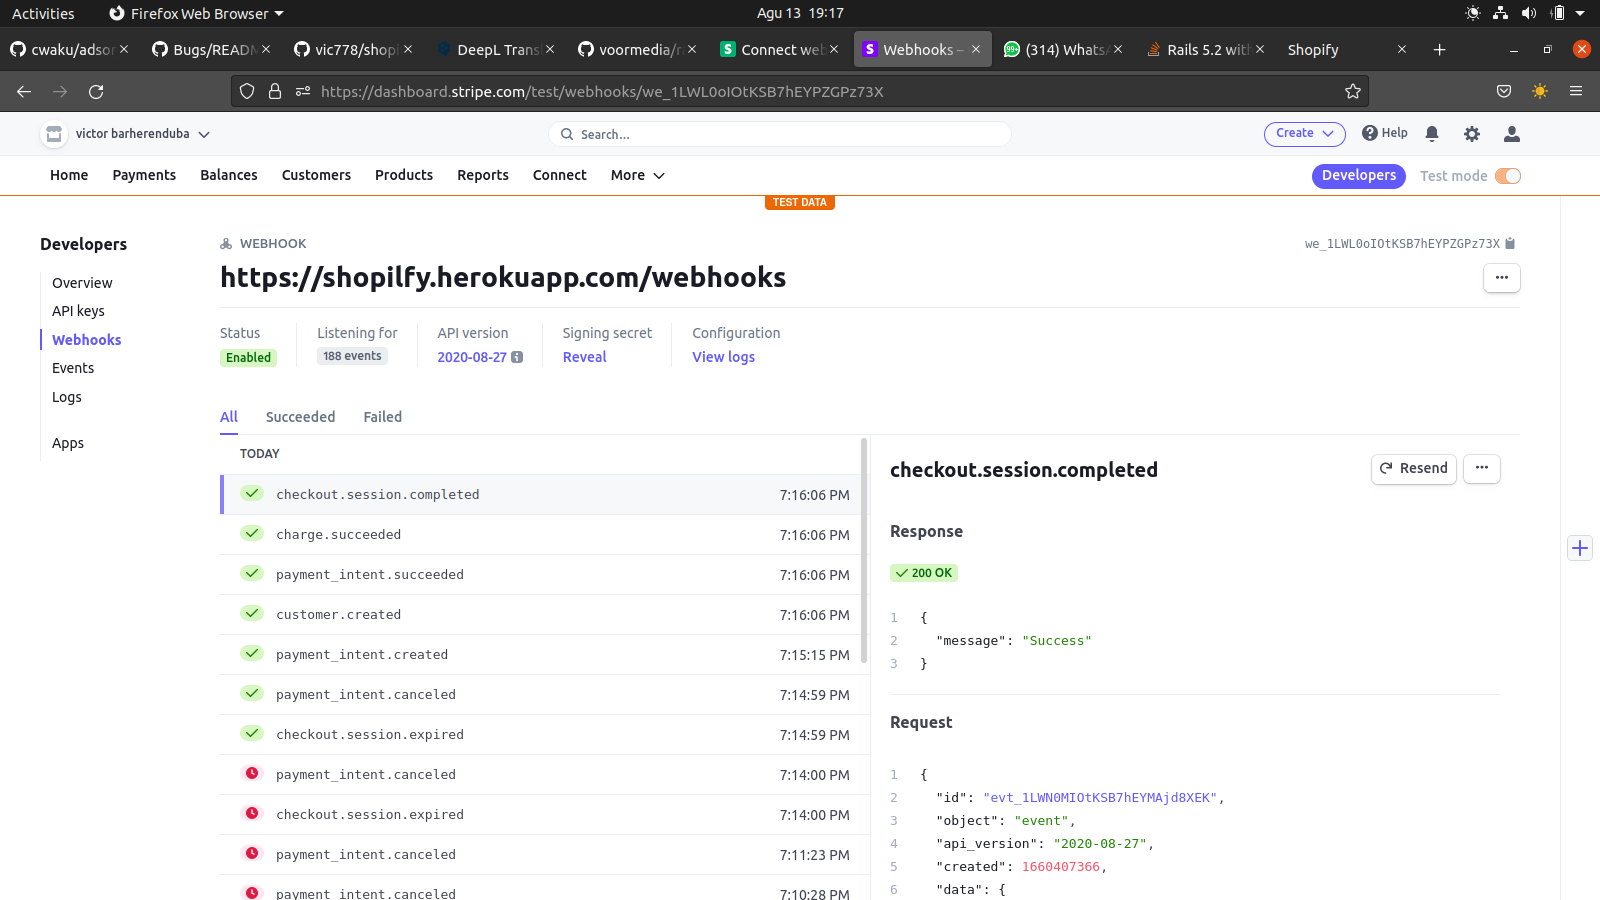 Activities Firefox Web Browser Agu 13 19:17
cwaku/adsor Bugs/READM vic778/shopi DeepL Transl voormedia/ra Connect web Webhooks – (314) WhatsA Rails 5.2 with Shopify
https://dashboard.stripe.com/test/webhooks/we_1LWL0oIOtKSB7hEYPZGPz73X
victor barherenduba Search... Create Help
Home Payments Balances Customers Products Reports Connect More Developers Test mode
TEST DATA
Developers
Overview
API keys
Webhooks
Events
Logs
Apps
WEBHOOK we_1LWL0oIOtKSB7hEYPZGPz73X
https://shopilfy.herokuapp.com/webhooks
Status Listening for API version Signing secret Configuration
Enabled 188 events 2020-08-27 Reveal View logs
All Succeeded Failed
TODAY
checkout.session.completed 7:16:06 PM
charge.succeeded 7:16:06 PM
payment_intent.succeeded 7:16:06 PM
customer.created 7:16:06 PM
payment_intent.created 7:15:15 PM
payment_intent.canceled 7:14:59 PM
checkout.session.expired 7:14:59 PM
payment_intent.canceled 7:14:00 PM
checkout.session.expired 7:14:00 PM
payment_intent.canceled 7:11:23 PM
payment_intent.canceled 7:10:28 PM
checkout.session.completed Resend
Response
200 OK
1 {
2 "message": "Success"
3 }
Request
1 {
2 "id": "evt_1LWN0MIOtKSB7hEYMAjd8XEK",
3 "object": "event",
4 "api_version": "2020-08-27",
5 "created": 1660407366,
6 "data": {